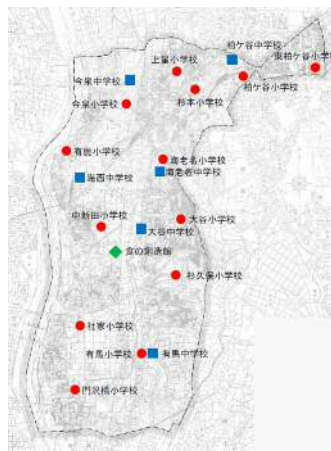 柏ケ谷中学校
東柏ケ谷小学校
上星小学校
今泉中学校
柏ケ谷小学校
杉本小学校
今泉小学校
有鹿小学校
海老名小学校
海老名中学校
海西中学校
中新田小学校
大谷小学校
大谷中学校
食の創造館
杉久保小学校
社家小学校
有馬小学校
有馬中学校
門沢橋小学校